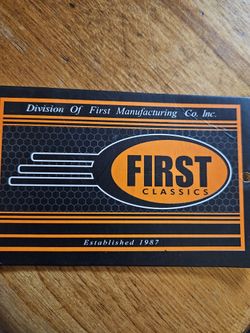 Division Of First Manufacturing Co. Inc.
FIRST
CLASSICS
Established 1987